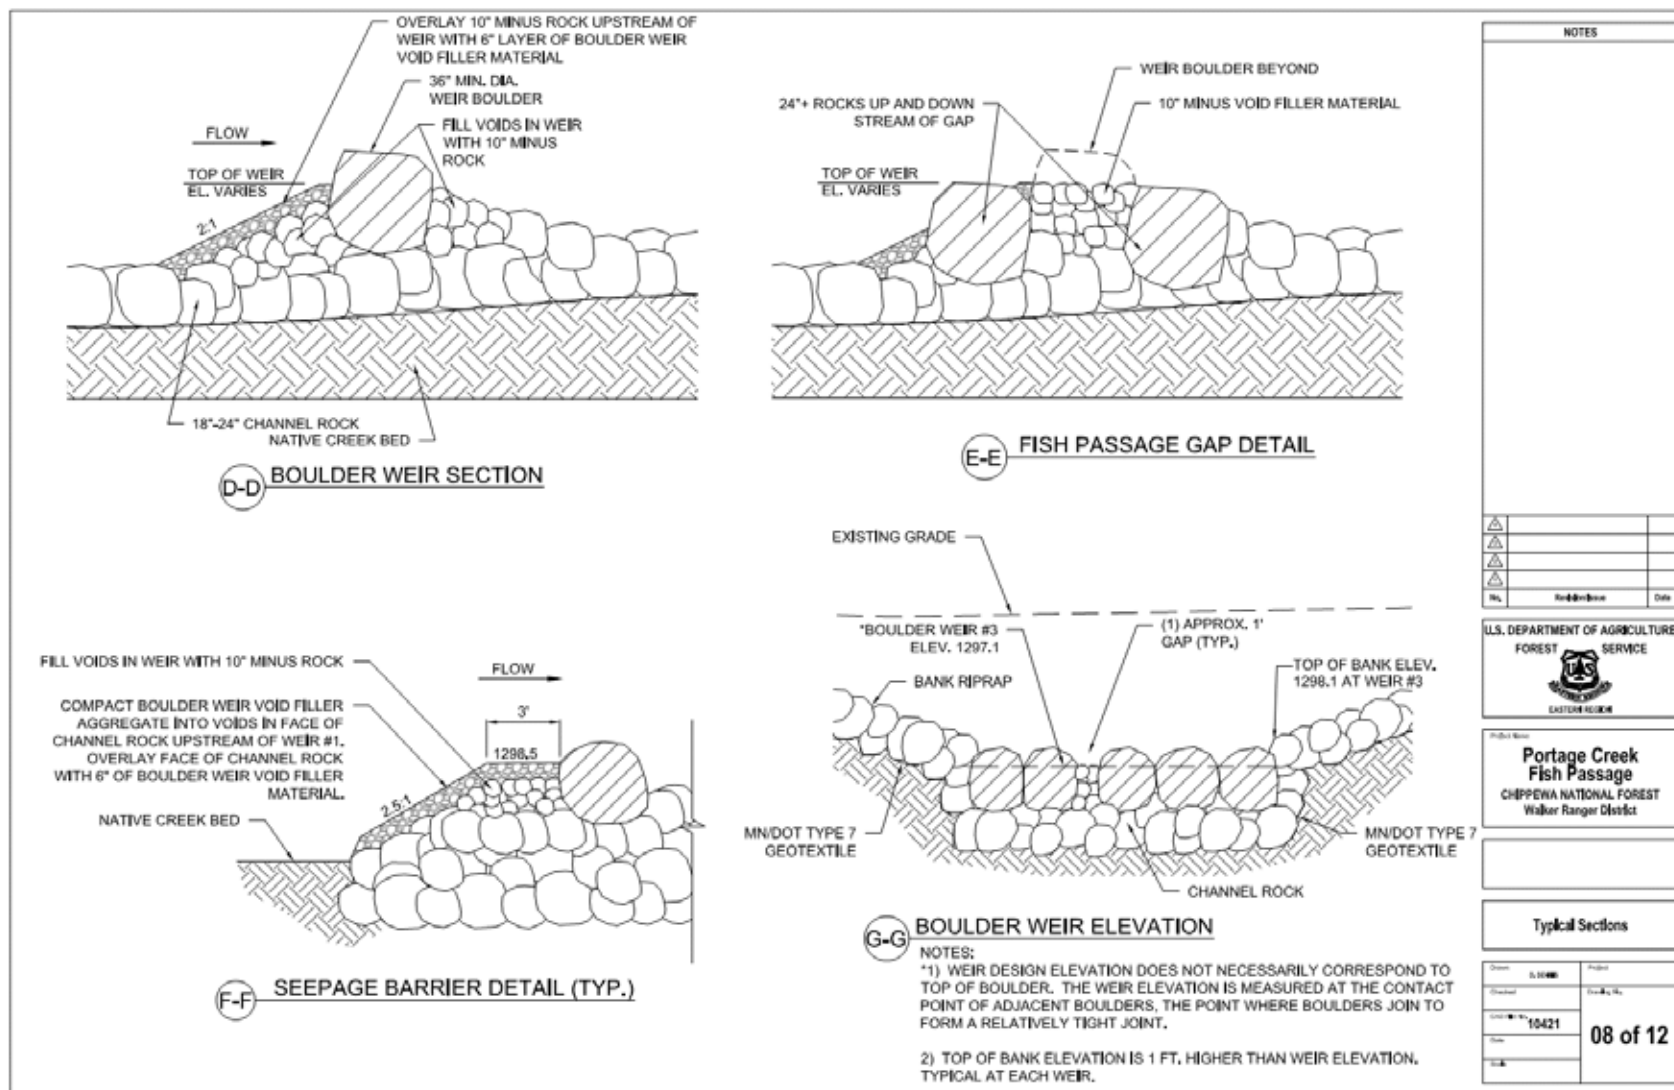 OVERLAY 10" MINUS ROCK UPSTREAM OF
WEIR WITH 6" LAYER OF BOULDER WEIR
VOID FILLER MATERIAL
36" MIN. DIA.
WEIR BOULDER
FILL VOIDS IN WEIR
WITH 10" MINUS
ROCK
FLOW
TOP OF WEIR
EL. VARIES
2:1
18"-24" CHANNEL ROCK
NATIVE CREEK BED
D-D
BOULDER WEIR SECTION
WEIR BOULDER BEYOND
24"+ ROCKS UP AND DOWN
STREAM OF GAP
10" MINUS VOID FILLER MATERIAL
TOP OF WEIR
EL. VARIES
E-E
FISH PASSAGE GAP DETAIL
FILL VOIDS IN WEIR WITH 10" MINUS ROCK
FLOW
COMPACT BOULDER WEIR VOID FILLER
AGGREGATE INTO VOIDS IN FACE OF
CHANNEL ROCK UPSTREAM OF WEIR #1.
OVERLAY FACE OF CHANNEL ROCK
WITH 6" OF BOULDER WEIR VOID FILLER
MATERIAL.
3'
1298.5
2.5:1
NATIVE CREEK BED
F-F
SEEPAGE BARRIER DETAIL (TYP.)
EXISTING GRADE
*BOULDER WEIR #3
ELEV. 1297.1
(1) APPROX. 1'
GAP (TYP.)
TOP OF BANK ELEV.
1298.1 AT WEIR #3
BANK RIPRAP
MN/DOT TYPE 7
GEOTEXTILE
MN/DOT TYPE 7
GEOTEXTILE
CHANNEL ROCK
G-G
BOULDER WEIR ELEVATION
NOTES:
*1) WEIR DESIGN ELEVATION DOES NOT NECESSARILY CORRESPOND TO
TOP OF BOULDER. THE WEIR ELEVATION IS MEASURED AT THE CONTACT
POINT OF ADJACENT BOULDERS, THE POINT WHERE BOULDERS JOIN TO
FORM A RELATIVELY TIGHT JOINT.
2) TOP OF BANK ELEVATION IS 1 FT. HIGHER THAN WEIR ELEVATION.
TYPICAL AT EACH WEIR.
NOTES
No.
Revision/Issue
Date
U.S. DEPARTMENT OF AGRICULTURE
FOREST SERVICE
UAS
EASTERN REGION
Project Name
Portage Creek
Fish Passage
CHIPPEWA NATIONAL FOREST
Walker Ranger District
Typical Sections
Drawn
Project
Checked
Drawing No.
10421
Date
Scale
08 of 12